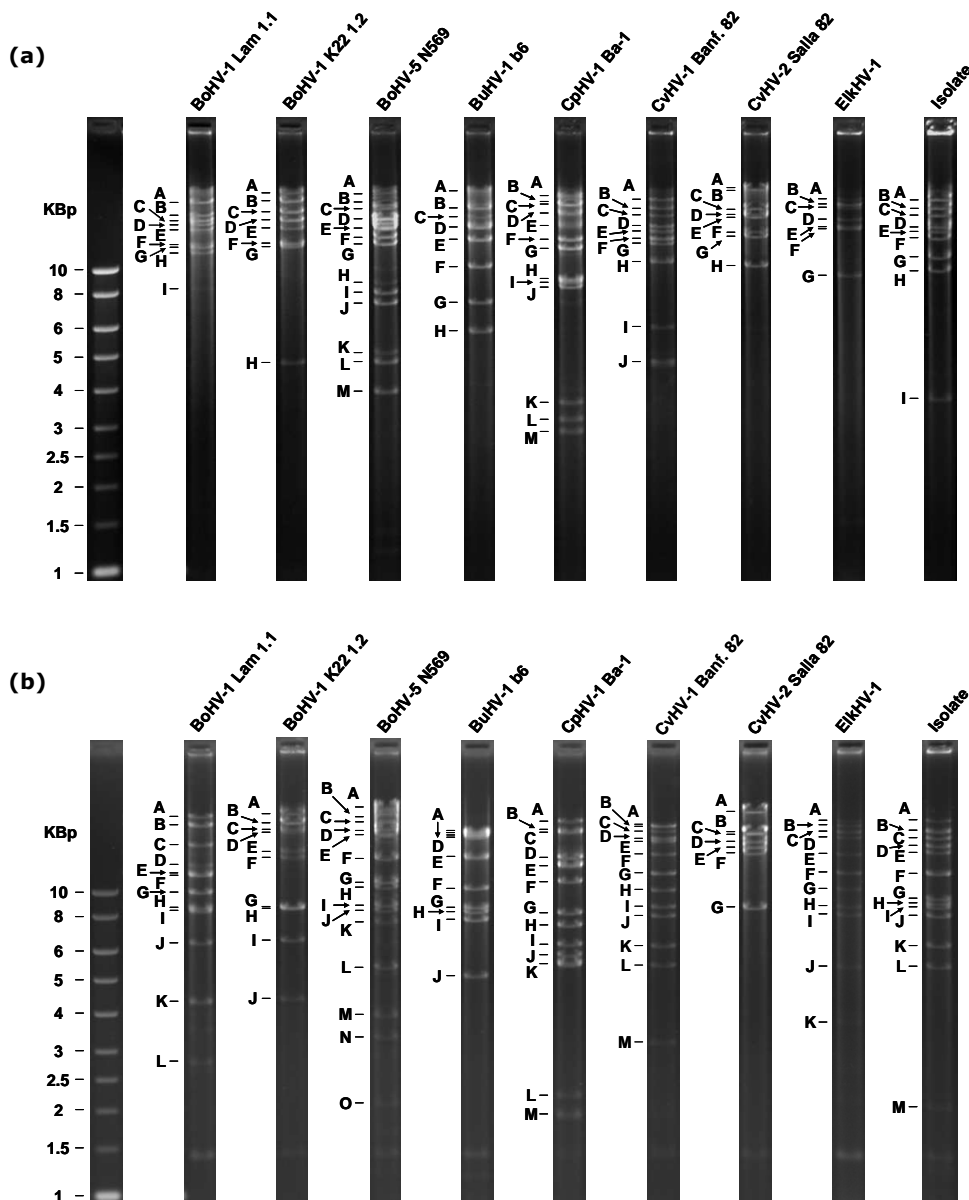 (a)
BoHV-1 Lam 1.1
BoHV-1 K22 1.2
BoHV-5 N569
BuHV-1 b6
CpHV-1 Ba-1
CvHV-1 Banf. 82
CvHV-2 Salla 82
ElkHV-1
Isolate
KBp
10
8
6
5
4
3
2.5
2
1.5
1
A
B
C
D
E
F
G
H
I
A
B
C
D
E
F
G
H
A
B
C
D
E
F
G
H
I
J
K
L
M
A
B
C
D
E
F
G
H
A
B
C
D
E
F
G
H
I
J
K
L
M
A
B
C
D
E
F
G
H
I
J
A
B
C
D
E
F
G
H
A
B
C
D
E
F
G
A
B
C
D
E
F
G
H
I
(b)
BoHV-1 Lam 1.1
BoHV-1 K22 1.2
BoHV-5 N569
BuHV-1 b6
CpHV-1 Ba-1
CvHV-1 Banf. 82
CvHV-2 Salla 82
ElkHV-1
Isolate
KBp
10
8
6
5
4
3
2.5
2
1.5
1
A
B
C
D
E
F
G
H
I
J
K
L
A
B
C
D
E
F
G
H
I
J
A
B
C
D
E
F
G
H
I
J
K
L
M
N
O
A
D
E
F
G
H
I
J
A
B
C
D
E
F
G
H
I
J
K
L
M
A
B
C
D
E
F
G
H
I
J
K
L
M
A
B
C
D
E
F
G
A
B
C
D
E
F
G
H
I
J
K
A
B
C
D
E
F
G
H
I
J
K
L
M